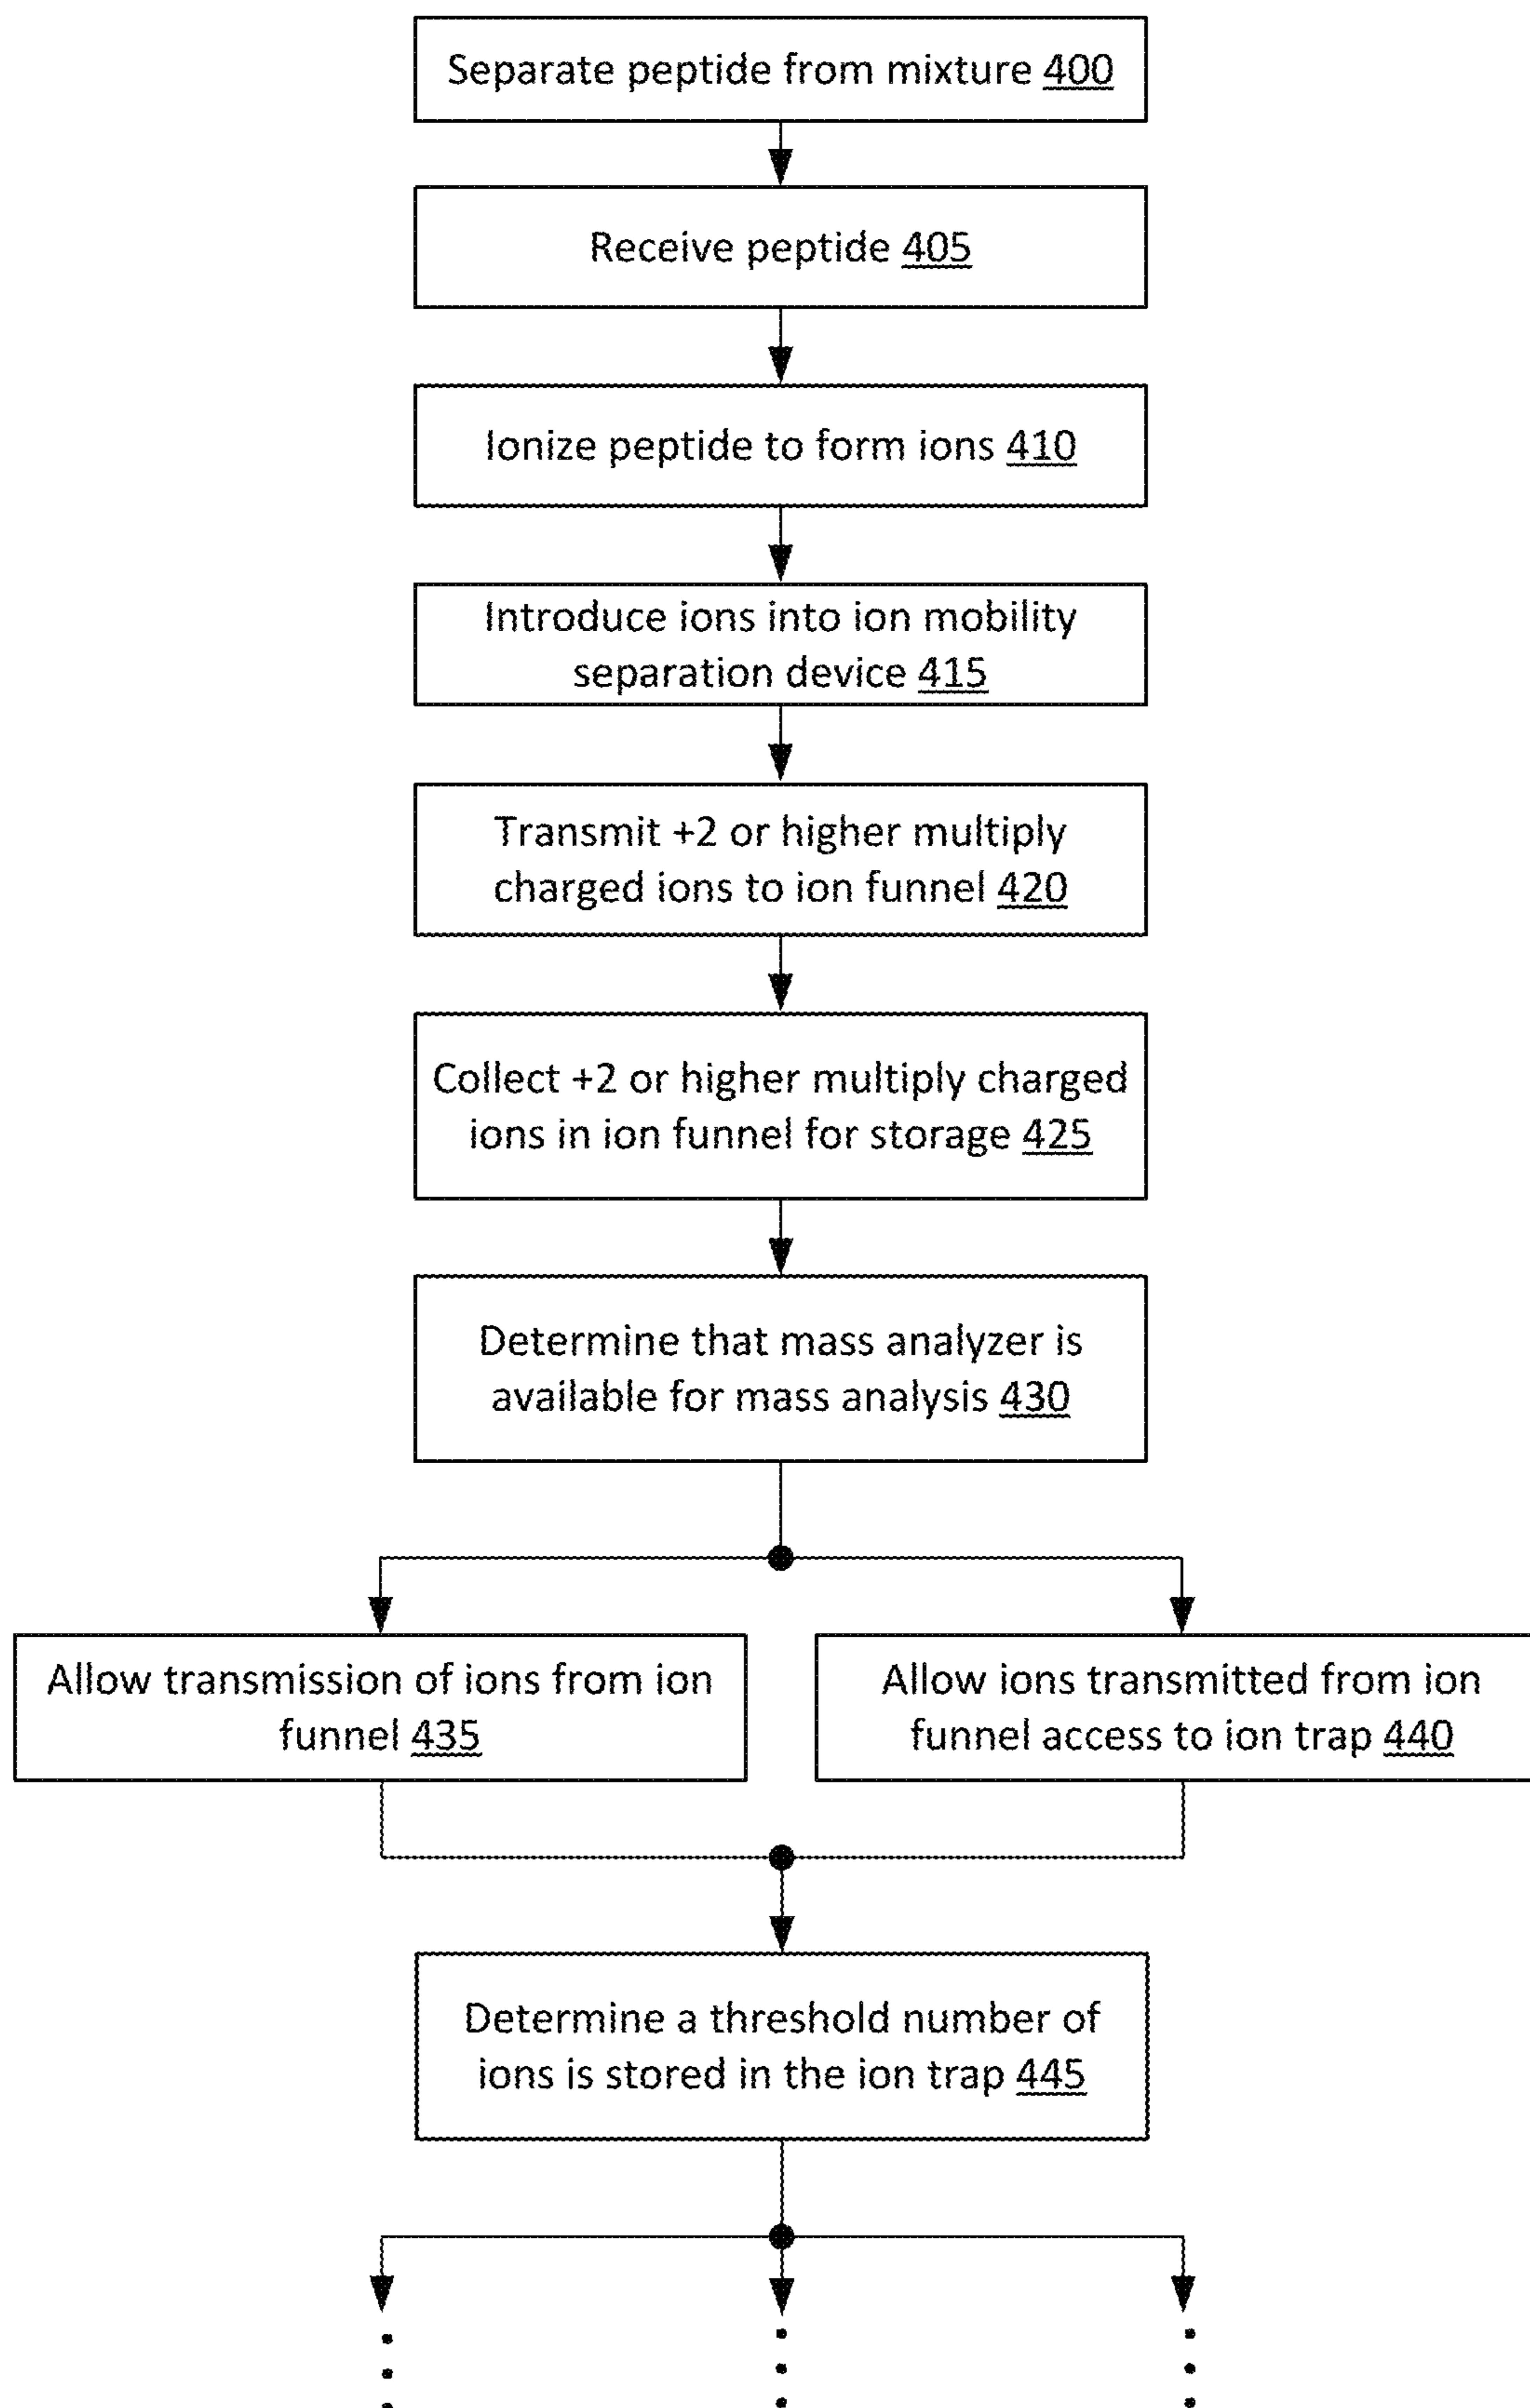 Separate peptide from mixture 400
Receive peptide 405
Ionize peptide to form ions 410
Introduce ions into ion mobility
separation device 415
Transmit +2 or higher multiply
charged ions to ion funnel 420
Collect +2 or higher multiply charged
ions in ion funnel for storage 425
Determine that mass analyzer is
available for mass analysis 430
Allow transmission of ions from ion
funnel 435
Allow ions transmitted from ion
funnel access to ion trap 440
Determine a threshold number of
ions is stored in the ion trap 445